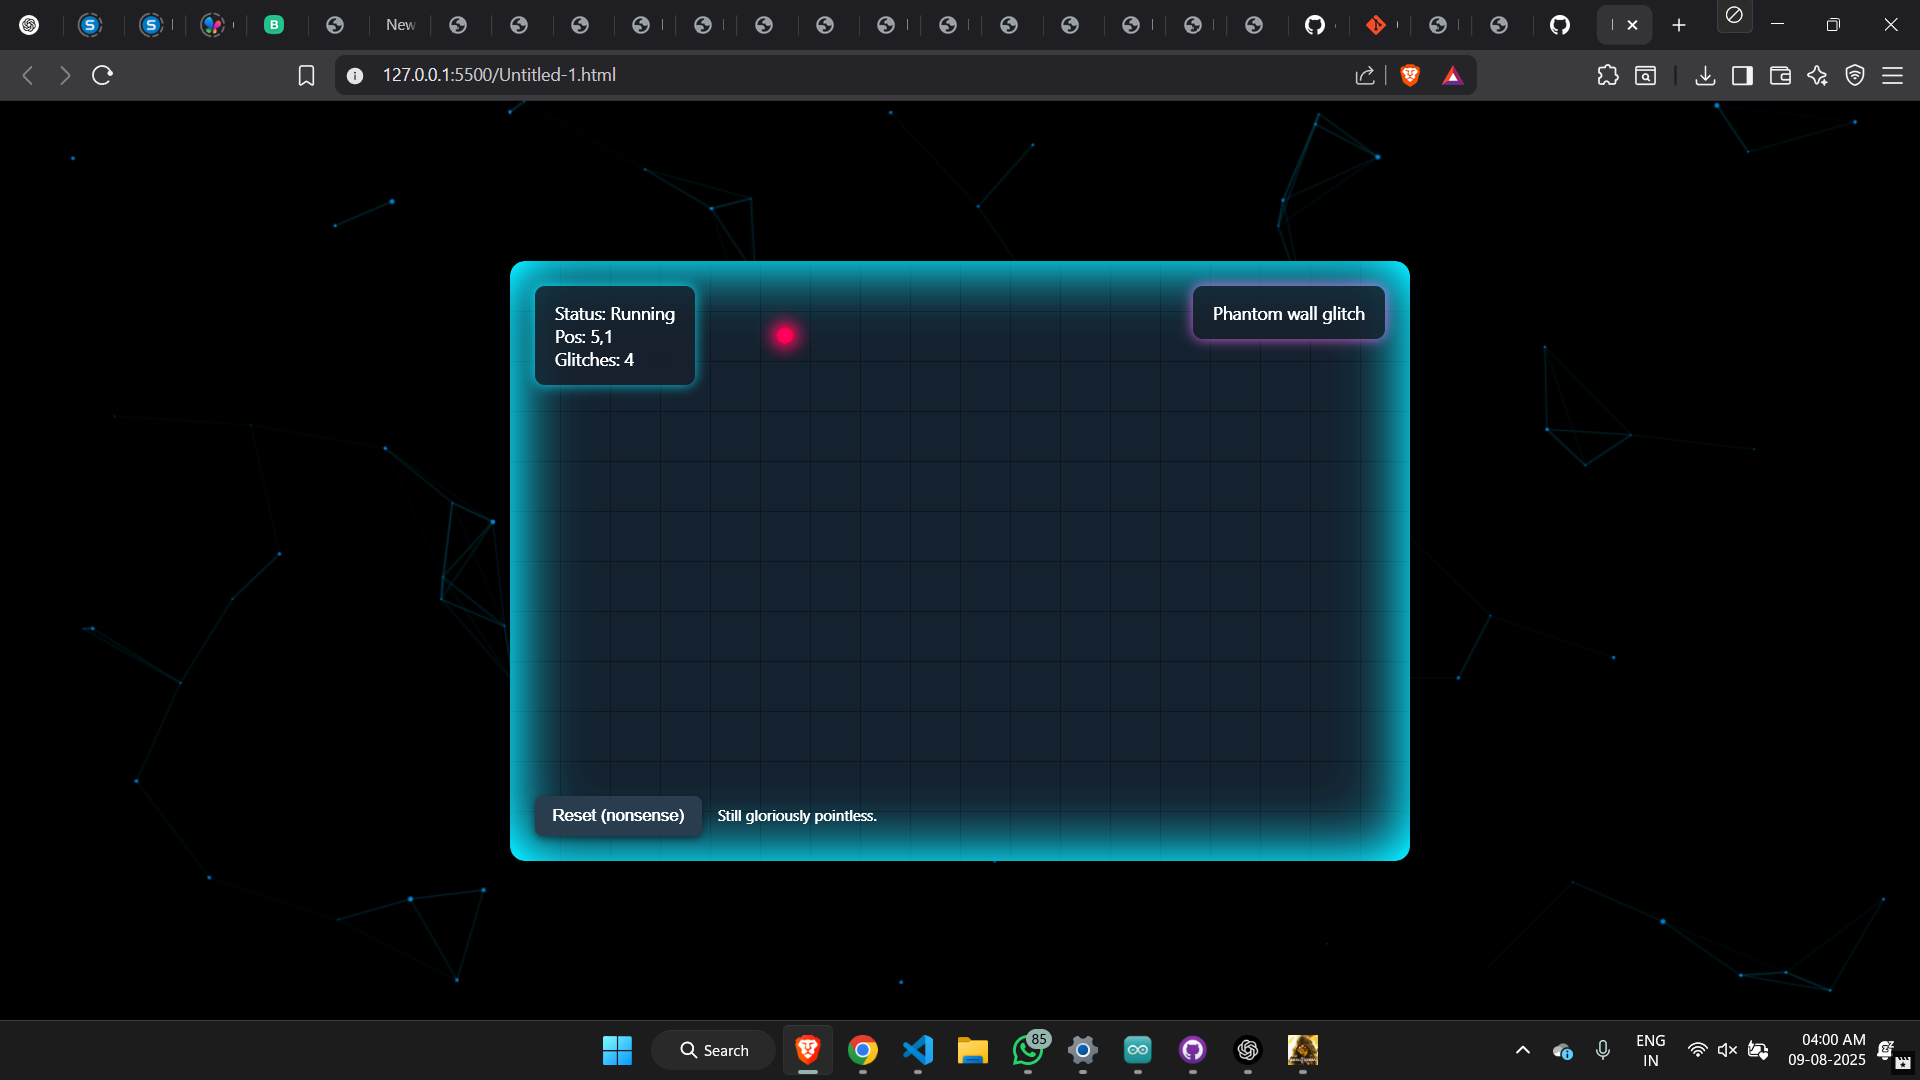 New
127.0.0.1:5500/Untitled-1.html
Status: Running
Pos: 5,1
Glitches: 4
Phantom wall glitch
Reset (nonsense)
Still gloriously pointless.
Search
85
ENG
IN
04:00 AM
09-08-2025